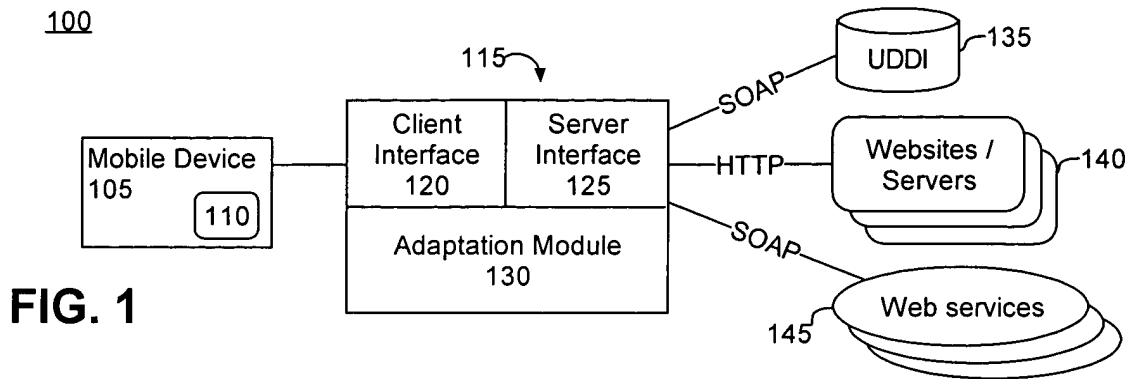 100
115
135
UDDI
SOAP
Client
Interface
120
Server
Interface
125
Mobile Device
105
110
HTTP
Websites /
Servers
140
SOAP
Adaptation Module
130
FIG. 1
Web services
145